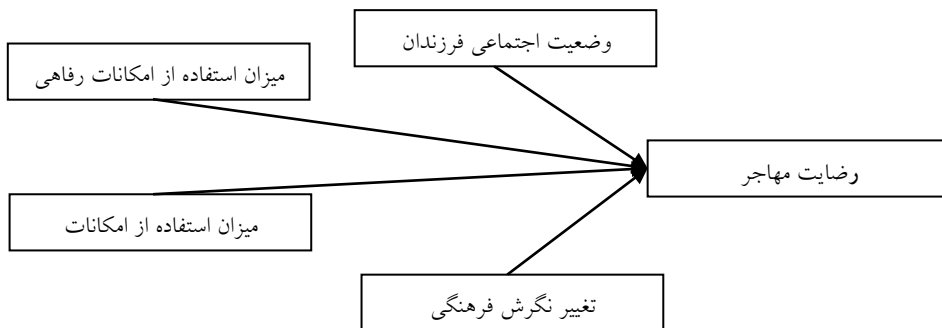 وضعیت اجتماعی فرزندان
میزان استفاده از امکانات رفاهی
رضایت مهاجر
میزان استفاده از امکانات
تغییر نگرش فرهنگی